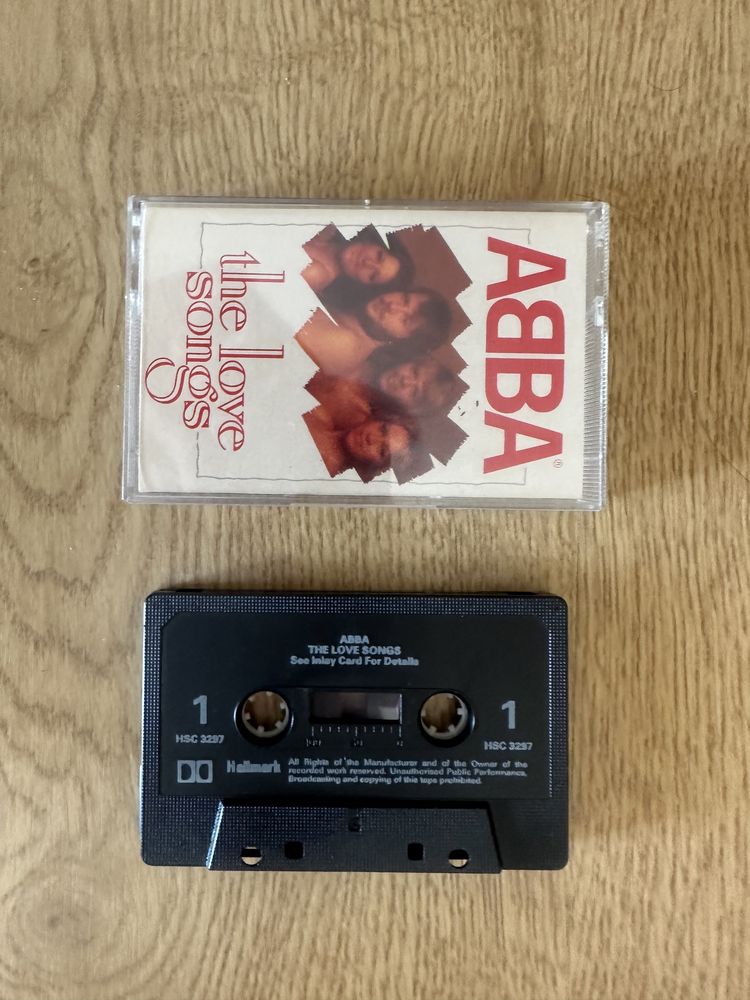 ABBA®
the love
songs
ABBA
THE LOVE SONGS
See Inlay Card For Details
1
1
HSC 3297
HSC 3297
Hallmark
All Rights of the Manufacturer and of the Owner of the
recorded work reserved. Unauthorised Public Performance,
Broadcasting and copying of this tape prohibited.